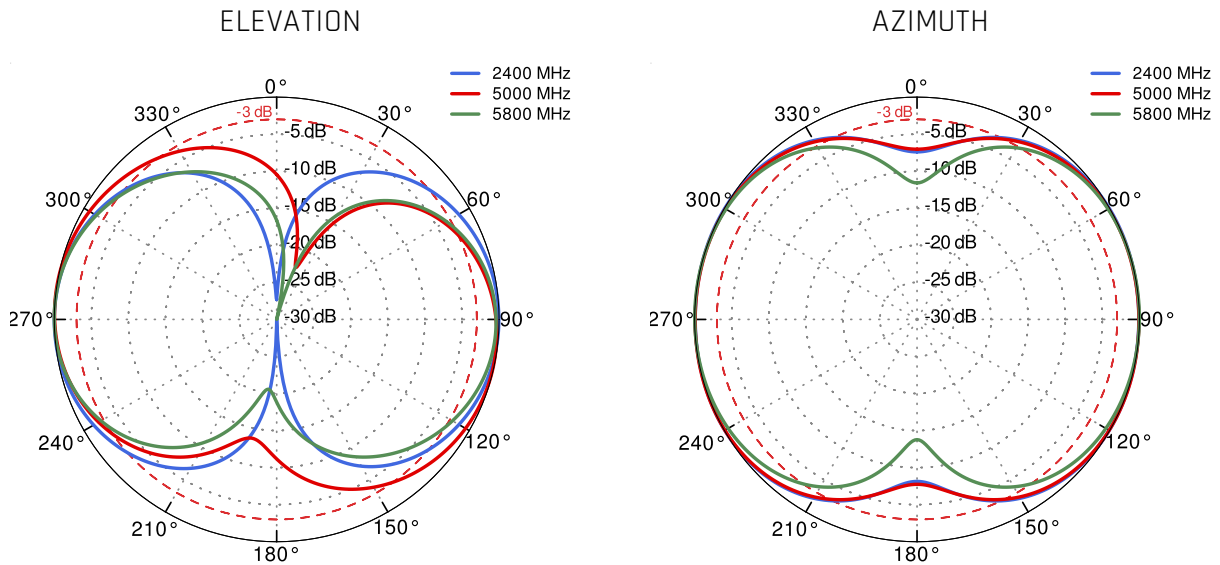 ELEVATION
2400 MHz
5000 MHz
5800 MHz
0°
-3 dB
330°
30°
-5 dB
-10 dB
300°
60°
-15 dB
-20 dB
-25 dB
270°
-30 dB
90°
240°
120°
210°
150°
180°
AZIMUTH
2400 MHz
5000 MHz
5800 MHz
0°
-3 dB
330°
30°
-5 dB
-10 dB
300°
60°
-15 dB
-20 dB
-25 dB
270°
-30 dB
90°
240°
120°
210°
150°
180°